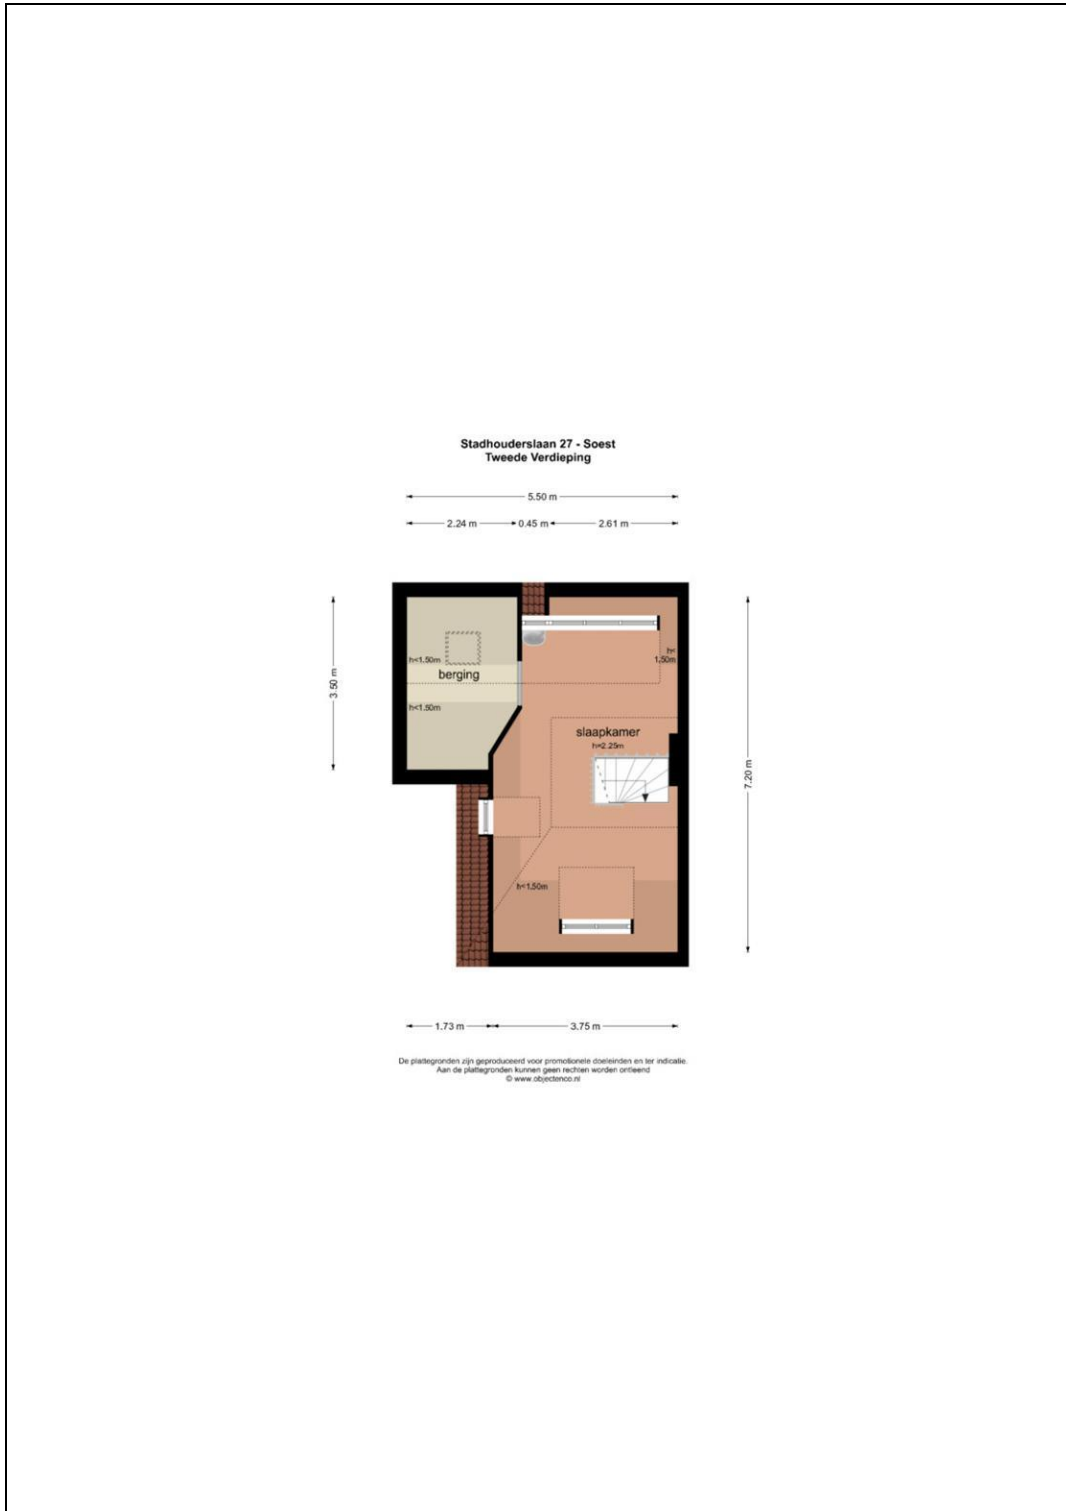 Stadhouderslaan 27 - Soest
Tweede Verdieping
5.50 m
2.24 m
0.45 m
2.61 m
3.50 m
7.20 m
h<1.50m
berging
h<1.50m
h<
1.50m
slaapkamer
h=2.25m
h<1.50m
1.73 m
3.75 m
De plattegronden zijn geproduceerd voor promotionele doeleinden en ter indicatie.
Aan de plattegronden kunnen geen rechten worden ontleend
© www.objectenco.nl